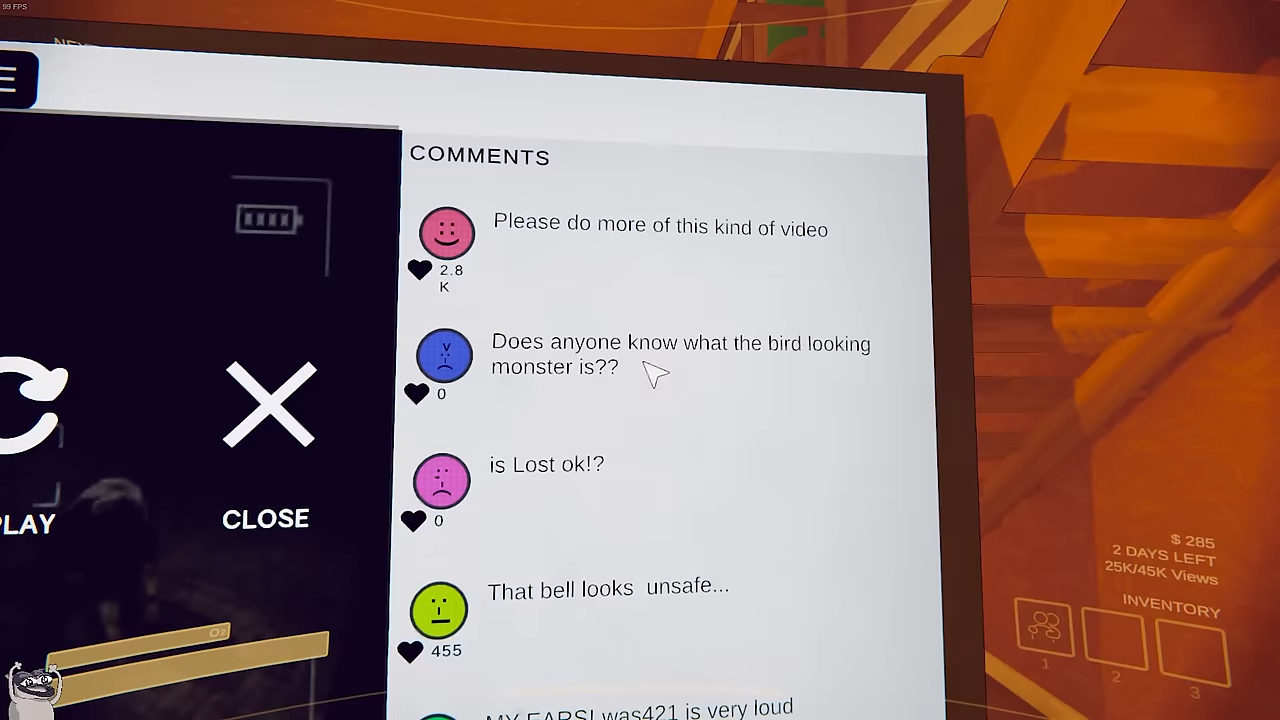 99 FPS
COMMENTS
Please do more of this kind of video
2.8
K
Does anyone know what the bird looking
monster is??
0
is Lost ok!?
0
That bell looks  unsafe...
455
MY EARS! was421 is very loud
PLAY
CLOSE
$ 285
2 DAYS LEFT
25K/45K Views
INVENTORY
1
2
3